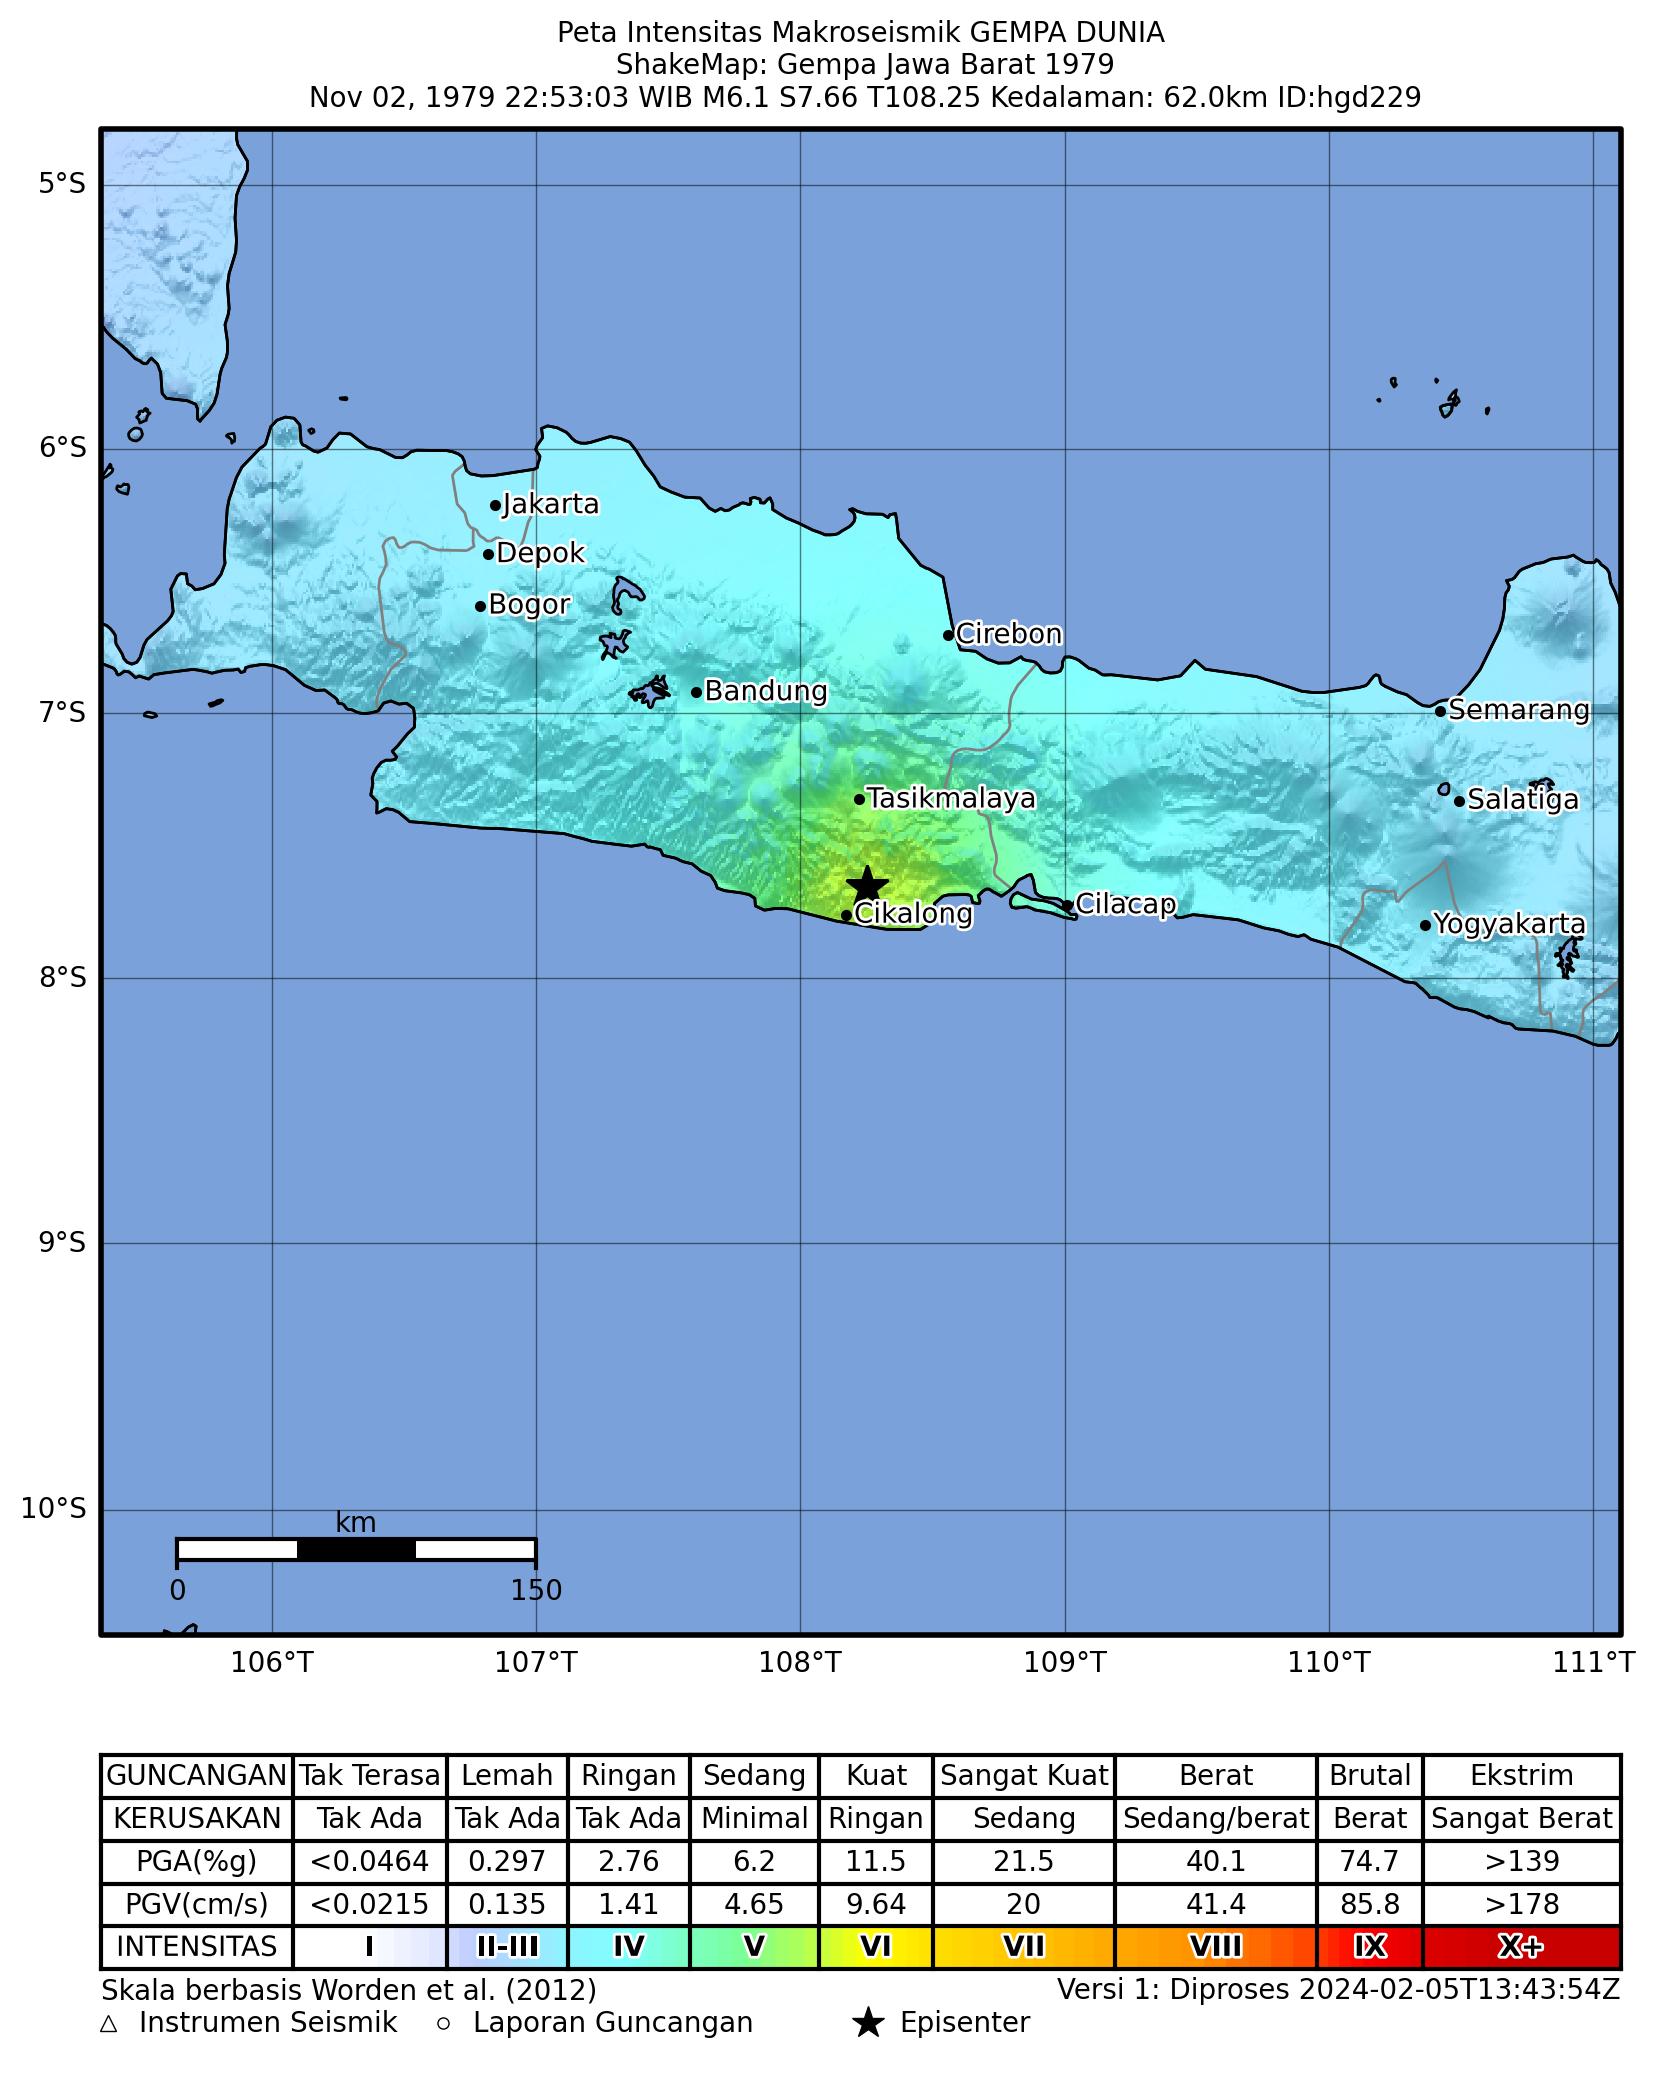 Peta Intensitas Makroseismik GEMPA DUNIA
ShakeMap: Gempa Jawa Barat 1979
Nov 02, 1979 22:53:03 WIB M6.1 S7.66 T108.25 Kedalaman: 62.0km ID:hgd229
5°S
6°S
Jakarta
Depok
Bogor
Cirebon
Bandung
7°S
Semarang
Tasikmalaya
Salatiga
Cikalong
Cilacap
Yogyakarta
8°S
9°S
10°S
km
0 150
106°T 107°T 108°T 109°T 110°T 111°T
GUNCANGAN Tak Terasa Lemah Ringan Sedang Kuat Sangat Kuat Berat Brutal Ekstrim
KERUSAKAN Tak Ada Tak Ada Tak Ada Minimal Ringan Sedang Sedang/berat Berat Sangat Berat
PGA(%g) <0.0464 0.297 2.76 6.2 11.5 21.5 40.1 74.7 >139
PGV(cm/s) <0.0215 0.135 1.41 4.65 9.64 20 41.4 85.8 >178
INTENSITAS I II-III IV V VI VII VIII IX X+
Skala berbasis Worden et al. (2012) Versi 1: Diproses 2024-02-05T13:43:54Z
Instrumen Seismik Laporan Guncangan Episenter